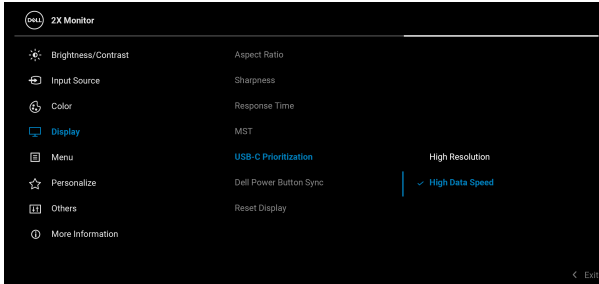 DELL 2X Monitor
Brightness/Contrast Aspect Ratio
Input Source Sharpness
Color Response Time
Display MST
Menu USB-C Prioritization High Resolution
Personalize Dell Power Button Sync High Data Speed
Others Reset Display
More Information
Exit